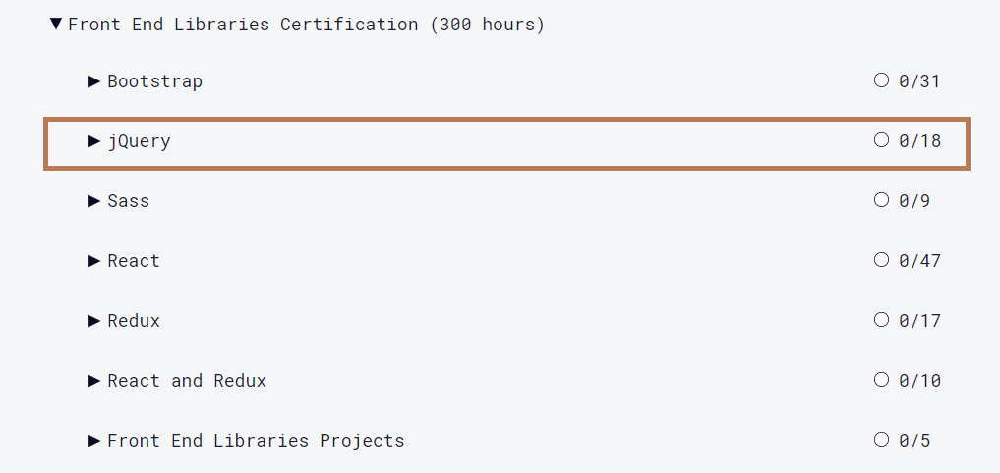 Front End Libraries Certification (300 hours)
Bootstrap 0/31
jQuery 0/18
Sass 0/9
React 0/47
Redux 0/17
React and Redux 0/10
Front End Libraries Projects 0/5